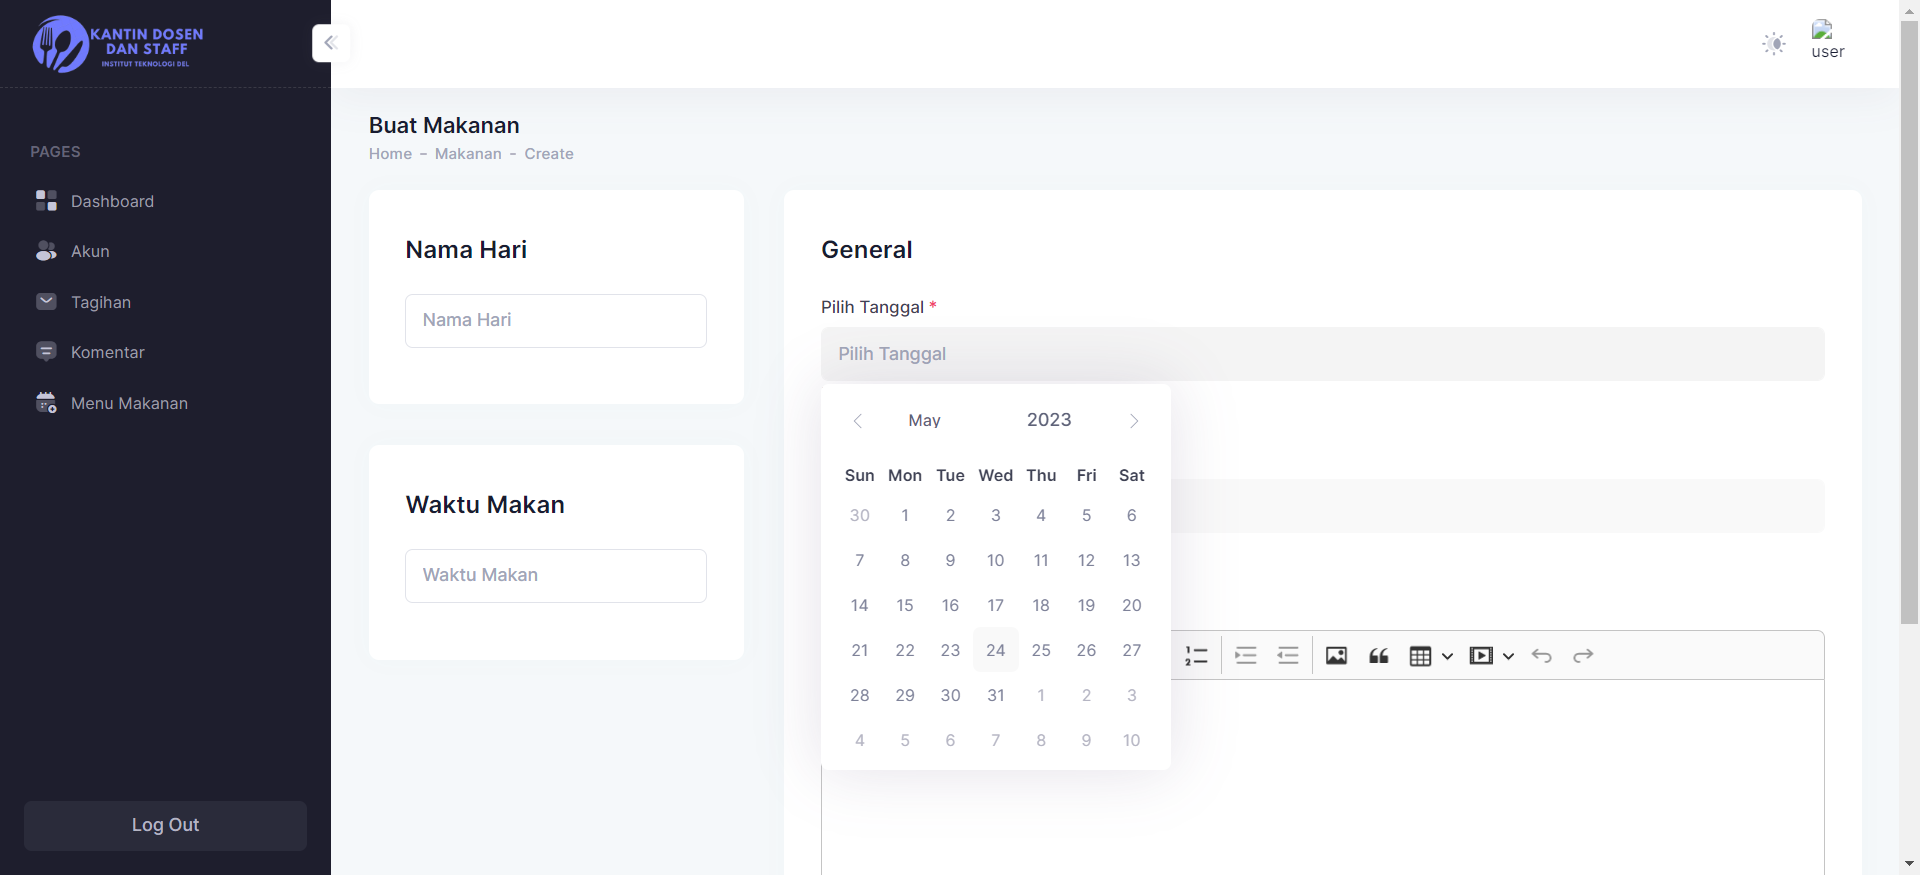 KANTIN DOSEN
DAN STAFF
INSTITUT TEKNOLOGI DEL
user
PAGES
Dashboard
Akun
Tagihan
Komentar
Menu Makanan
Log Out
Buat Makanan
Home - Makanan - Create
Nama Hari
Nama Hari
Waktu Makan
Waktu Makan
General
Pilih Tanggal *
Pilih Tanggal
May 2023
Sun Mon Tue Wed Thu Fri Sat
30 1 2 3 4 5 6
7 8 9 10 11 12 13
14 15 16 17 18 19 20
21 22 23 24 25 26 27
28 29 30 31 1 2 3
4 5 6 7 8 9 10